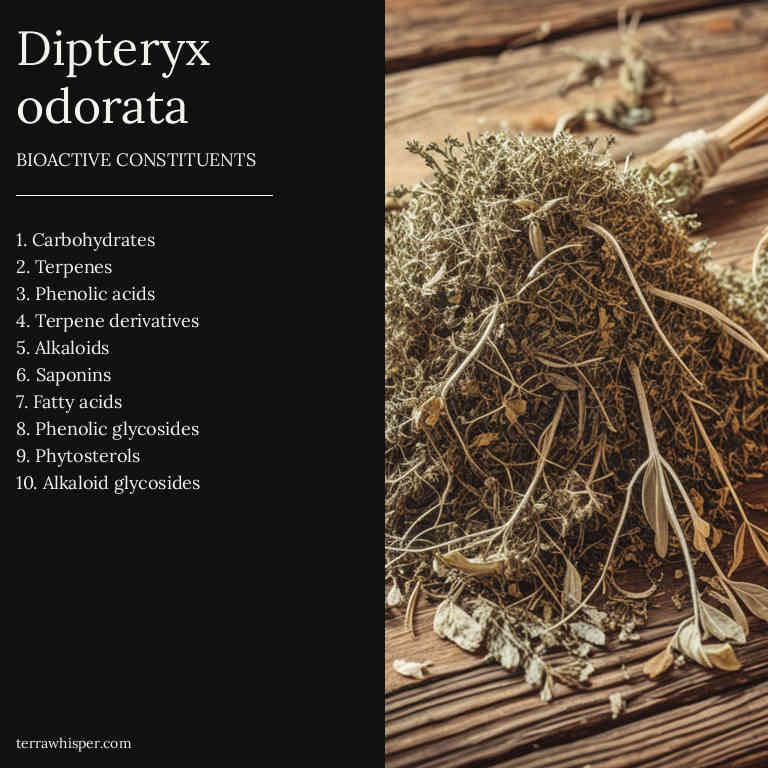 Dipteryx
odorata
BIOACTIVE CONSTITUENTS
1. Carbohydrates
2. Terpenes
3. Phenolic acids
4. Terpene derivatives
5. Alkaloids
6. Saponins
7. Fatty acids
8. Phenolic glycosides
9. Phytosterols
10. Alkaloid glycosides
terrawhisper.com